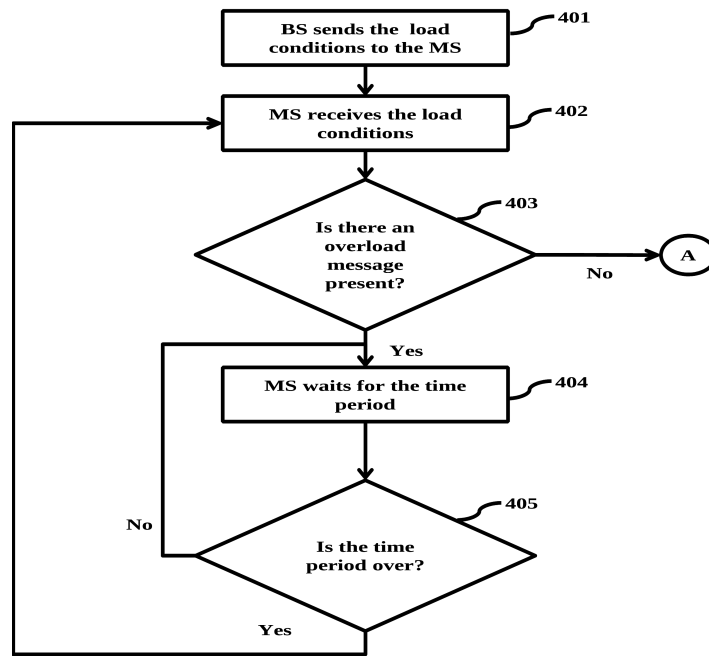 BS sends the load
conditions to the MS
401
MS receives the load
conditions
402
Is there an
overload
message
present?
403
No
A
Yes
MS waits for the time
period
404
Is the time
period over?
405
No
Yes